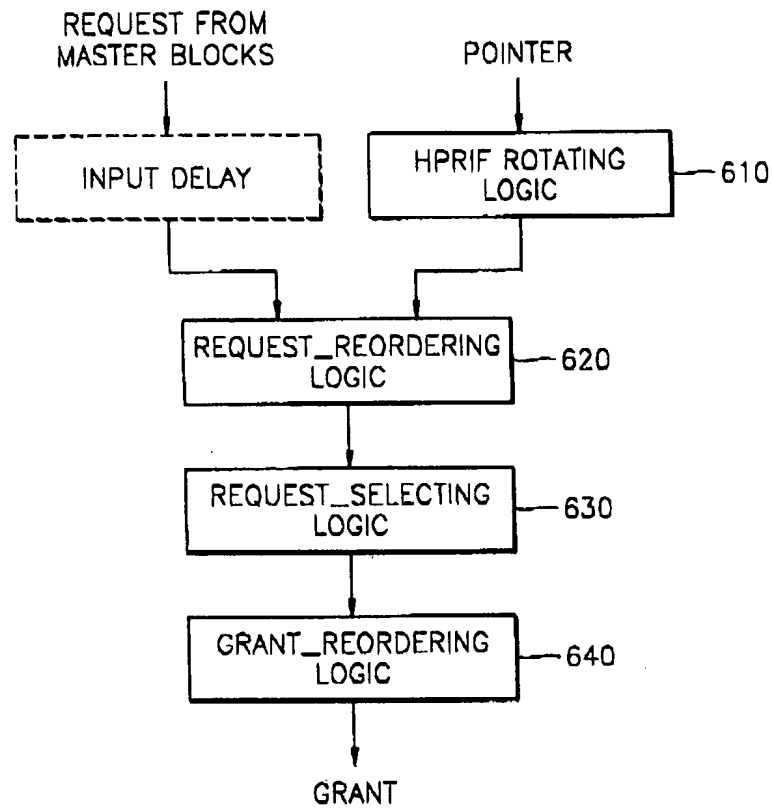 REQUEST FROM
MASTER BLOCKS
POINTER
INPUT DELAY
HPRIF ROTATING
LOGIC
610
REQUEST_REORDERING
LOGIC
620
REQUEST_SELECTING
LOGIC
630
GRANT_REORDERING
LOGIC
640
GRANT